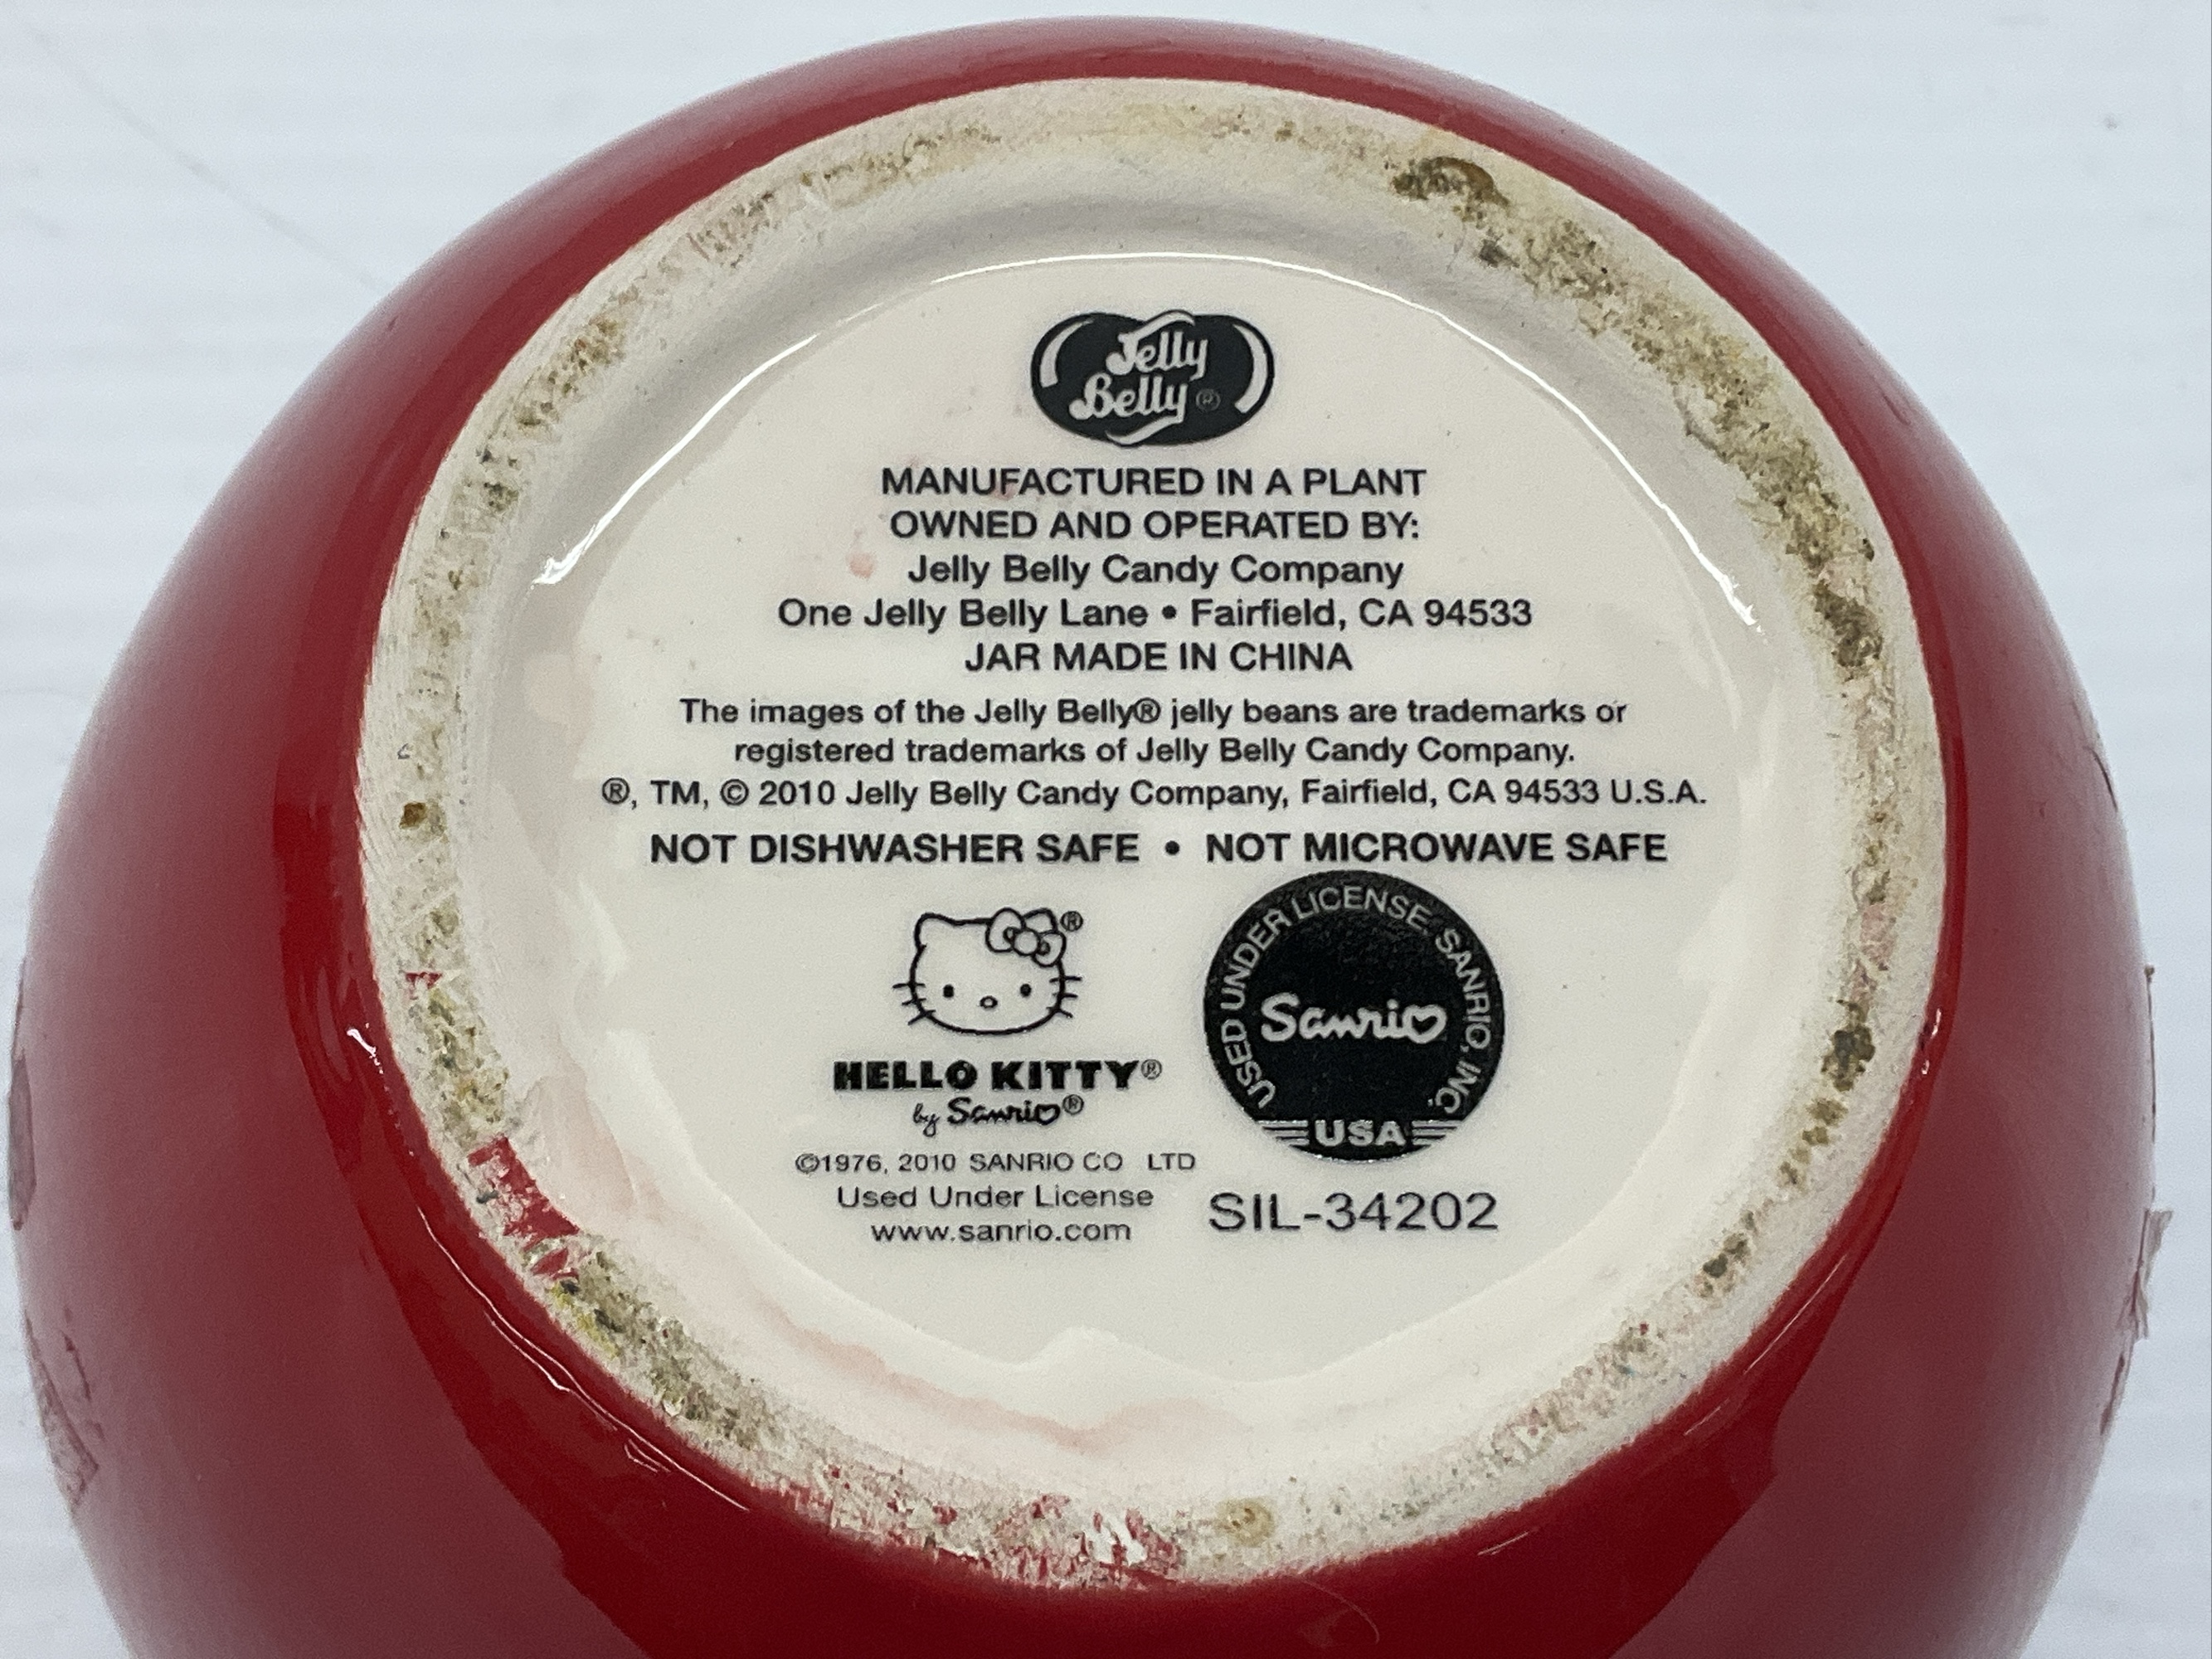 Jelly
Belly ®
MANUFACTURED IN A PLANT
OWNED AND OPERATED BY:
Jelly Belly Candy Company
One Jelly Belly Lane • Fairfield, CA 94533
JAR MADE IN CHINA
The images of the Jelly Belly® jelly beans are trademarks or
registered trademarks of Jelly Belly Candy Company.
®, TM, © 2010 Jelly Belly Candy Company, Fairfield, CA 94533 U.S.A.
NOT DISHWASHER SAFE • NOT MICROWAVE SAFE
®
HELLO KITTY®
by Sanrio®
©1976, 2010 SANRIO CO LTD
Used Under License
www.sanrio.com
USED UNDER LICENSE SANRIO, INC.
Sanrio
USA
SIL-34202